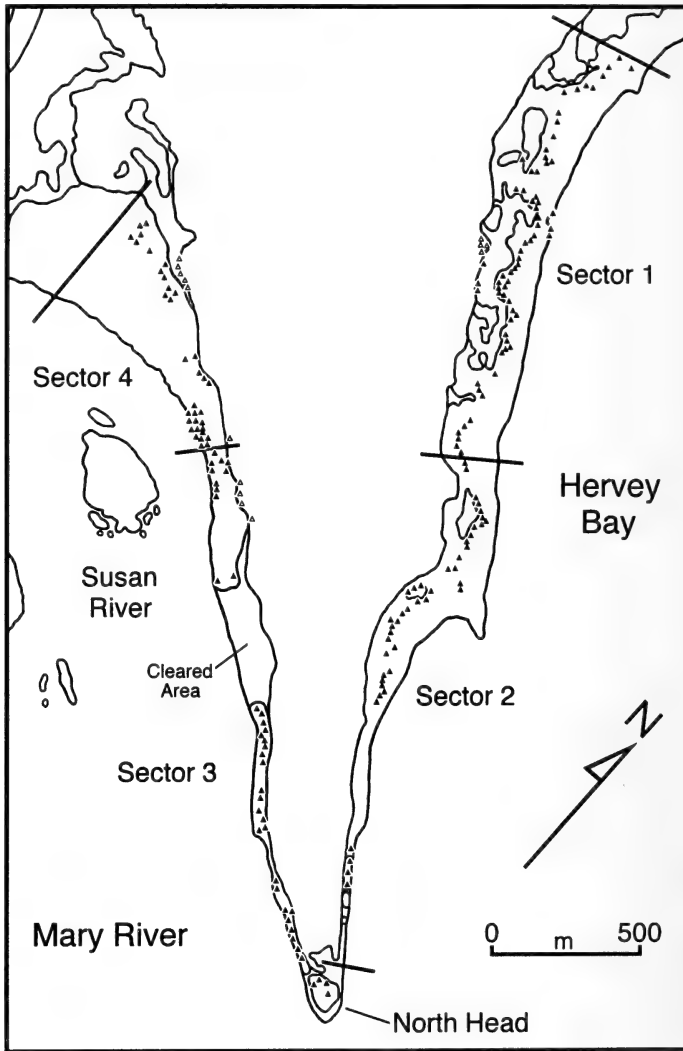 Sector 1
Sector 4
Hervey
Bay
Susan
River
Cleared
Area
Sector 2
N
Sector 3
Mary River
0 m 500
North Head